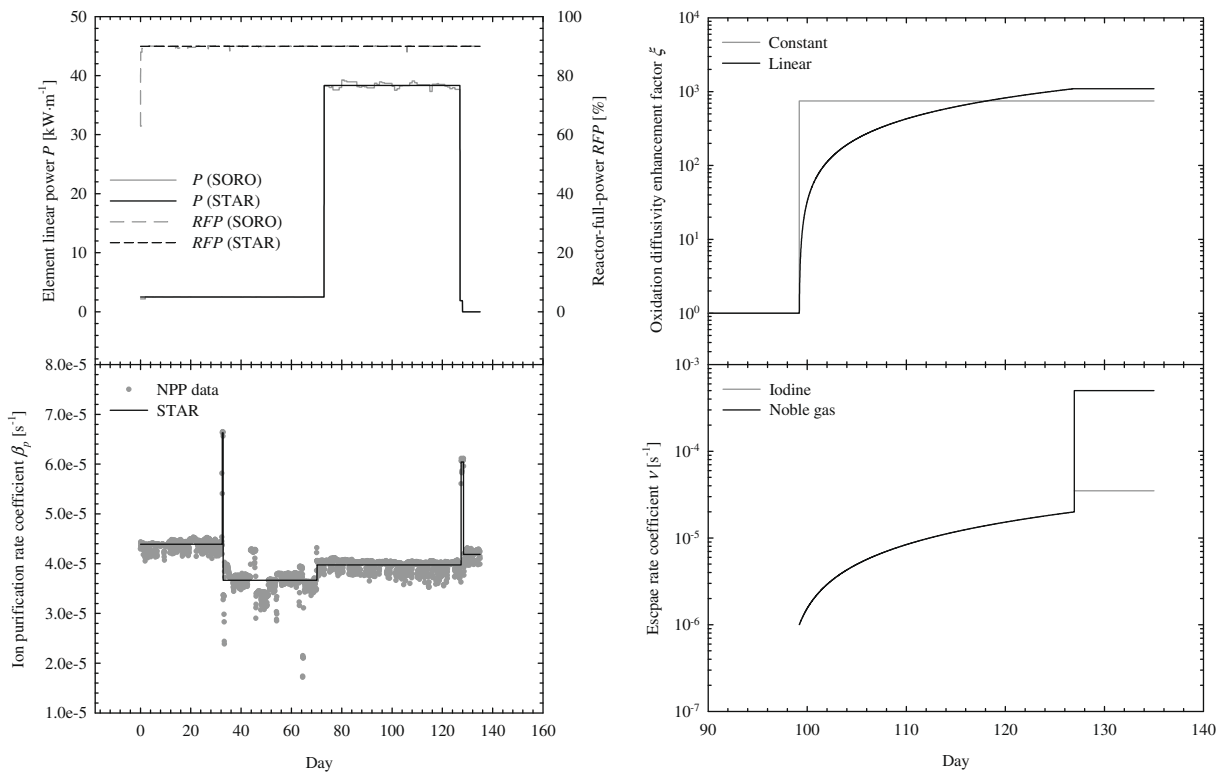 Element linear power P [kW·m⁻¹]
50
40
30
20
10
0
100
80
60
40
20
0
Reactor-full-power RFP [%]
P (SORO)
P (STAR)
RFP (SORO)
RFP (STAR)
Ion purification rate coefficient βₚ [s⁻¹]
8.0e-5
7.0e-5
6.0e-5
5.0e-5
4.0e-5
3.0e-5
2.0e-5
1.0e-5
NPP data
STAR
0 20 40 60 80 100 120 140 160
Day
Oxidation diffusivity enhancement factor ξ
10⁴
10³
10²
10¹
10⁰
Constant
Linear
Escpae rate coefficient ν [s⁻¹]
10⁻³
10⁻⁴
10⁻⁵
10⁻⁶
10⁻⁷
Iodine
Noble gas
90 100 110 120 130 140
Day